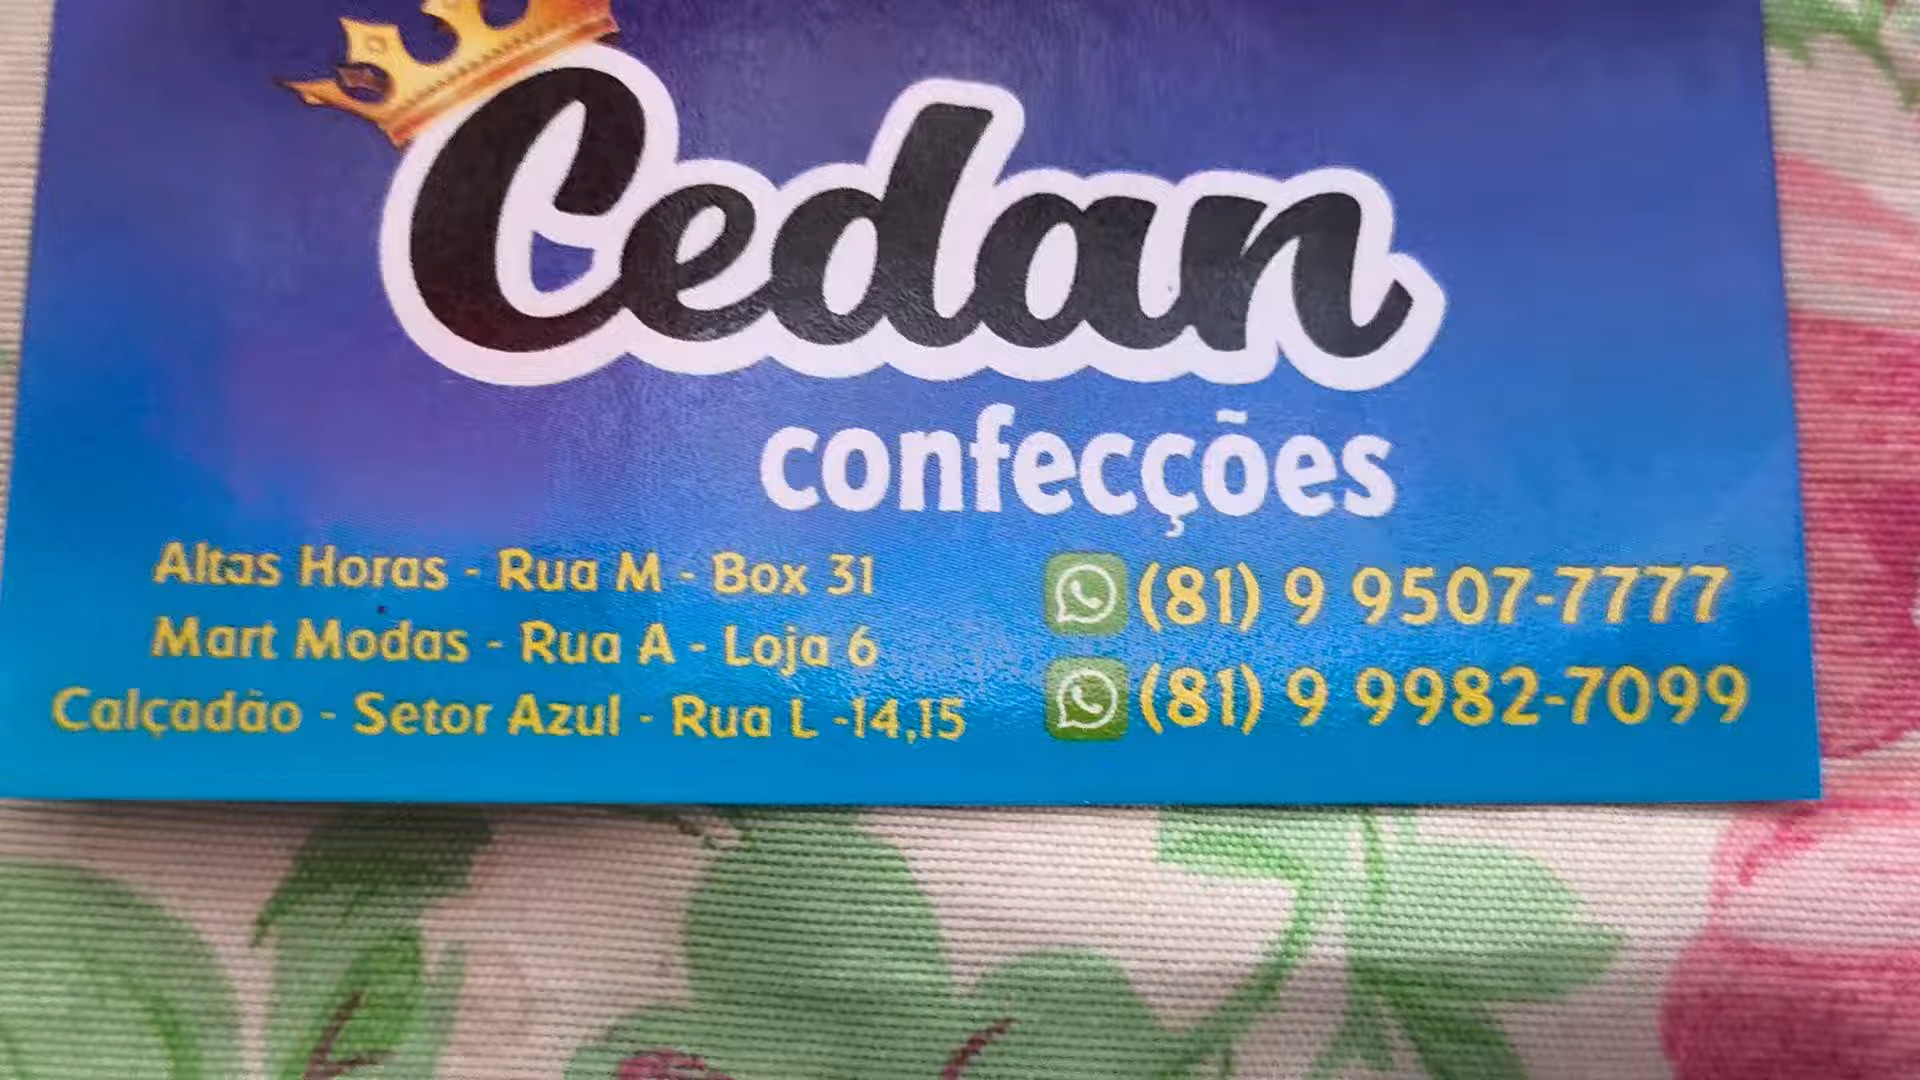 Cedan
confecções
Altas Horas - Rua M - Box 31
Mart Modas - Rua A - Loja 6
Calçadão - Setor Azul - Rua L -14,15
(81) 9 9507-7777
(81) 9 9982-7099